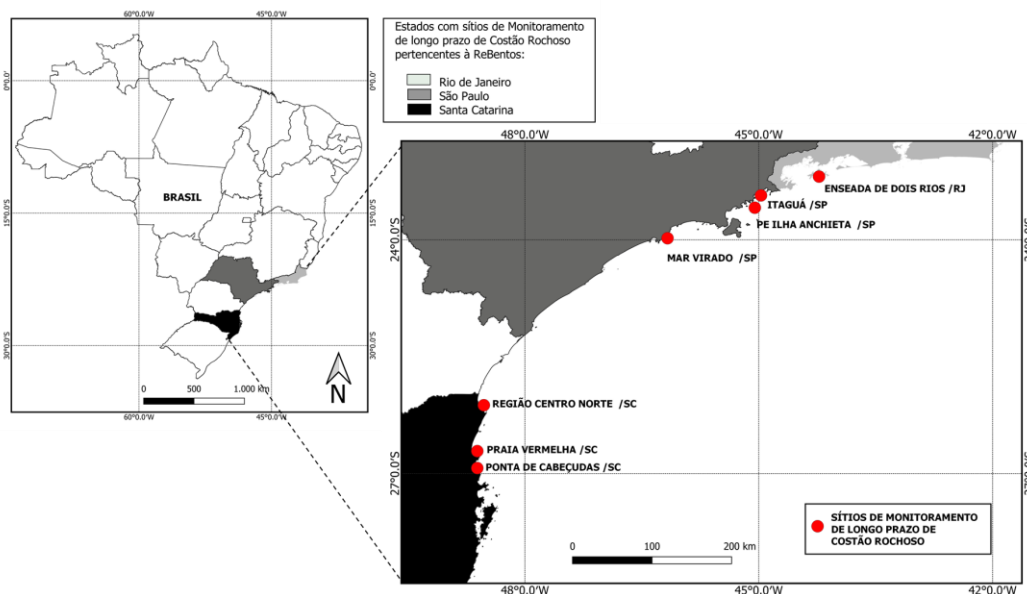 60°0.0'W
45°0.0'W
0°0.0'
0°0.0'
BRASIL
15°0.0'S
15°0.0'S
30°0.0'S
30°0.0'S
N
0
500
1.000 km
60°0.0'W
45°0.0'W
Estados com sítios de Monitoramento
de longo prazo de Costão Rochoso
pertencentes à ReBentos:
Rio de Janeiro
São Paulo
Santa Catarina
48°0.0'W
45°0.0'W
42°0.0'W
ENSEADA DE DOIS RIOS /RJ
ITAGUÁ /SP
PE ILHA ANCHIETA /SP
24°0.0'S
24°0.0'S
MAR VIRADO /SP
REGIÃO CENTRO NORTE /SC
PRAIA VERMELHA /SC
PONTA DE CABEÇUDAS /SC
27°0.0'S
27°0.0'S
SÍTIOS DE MONITORAMENTO
DE LONGO PRAZO DE
COSTÃO ROCHOSO
0
100
200 km
48°0.0'W
45°0.0'W
42°0.0'W